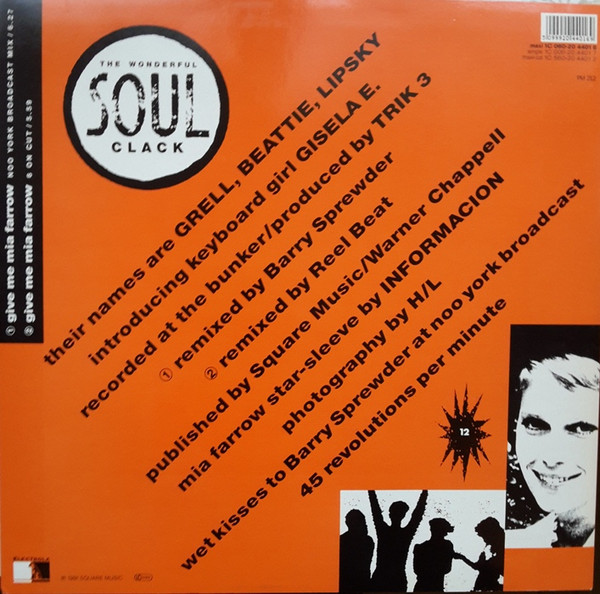 THE WONDERFUL
SOUL
CLACK
① give me mia farrow NOO YORK BROADCAST MIX / 6.27
② give me mia farrow 6 ON CUT / 3.59
their names are GRELL, BEATTIE, LIPSKY
introducing keyboard girl GISELA E.
recorded at the bunker/produced by TRIK 3
① remixed by Barry Sprewder
② remixed by Reel Beat
published by Square Music/Warner Chappell
mia farrow star-sleeve by INFORMACION
photography by H/L
wet kisses to Barry Sprewder at noo york broadcast
45 revolutions per minute
12